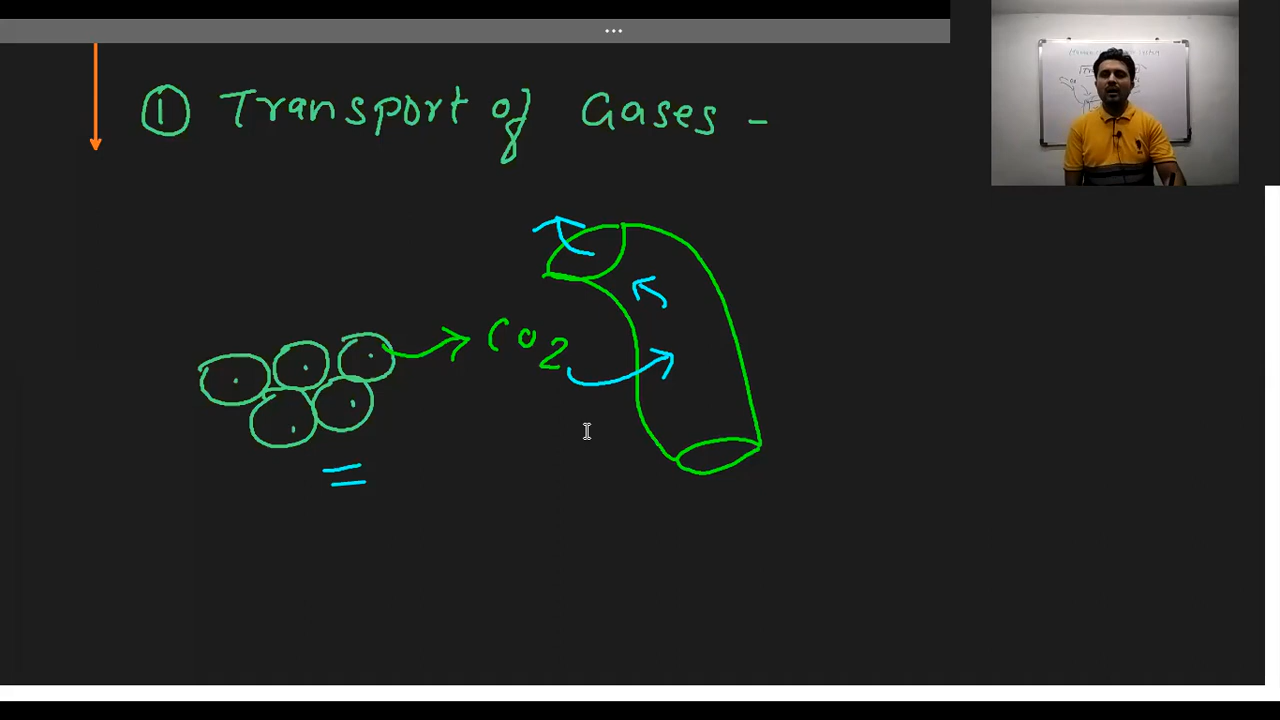 ① Transport of Gases -
CO2